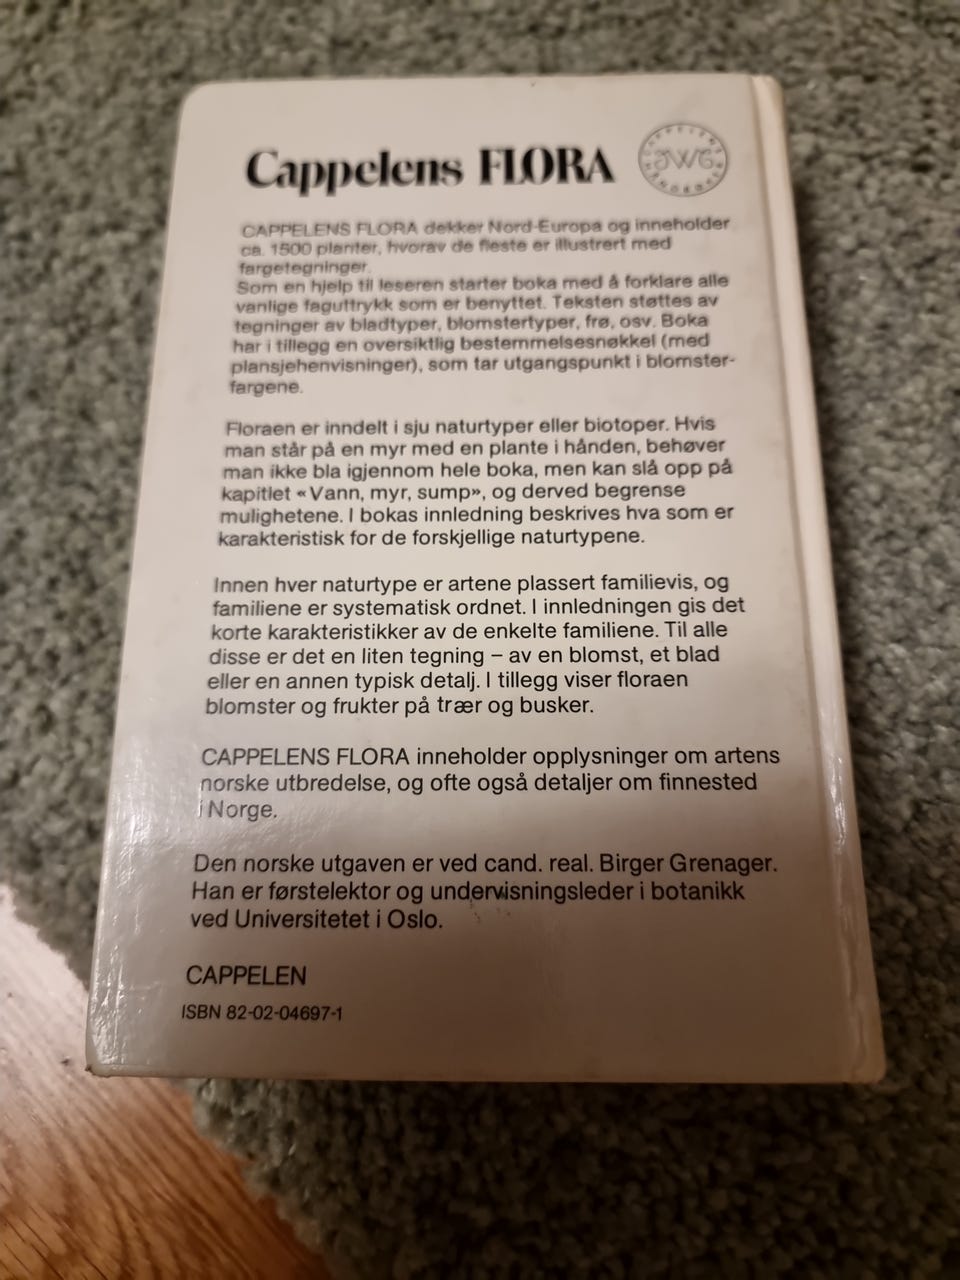 Cappelens FLORA
CAPPELENS
JWC
HÅNDBØKER
CAPPELENS FLORA dekker Nord-Europa og inneholder
ca. 1500 planter, hvorav de fleste er illustrert med
fargetegninger.
Som en hjelp til leseren starter boka med å forklare alle
vanlige faguttrykk som er benyttet. Teksten støttes av
tegninger av bladtyper, blomstertyper, frø, osv. Boka
har i tillegg en oversiktlig bestemmelsesnøkkel (med
plansjehenvisninger), som tar utgangspunkt i blomster-
fargene.
Floraen er inndelt i sju naturtyper eller biotoper. Hvis
man står på en myr med en plante i hånden, behøver
man ikke bla igjennom hele boka, men kan slå opp på
kapitlet «Vann, myr, sump», og derved begrense
mulighetene. I bokas innledning beskrives hva som er
karakteristisk for de forskjellige naturtypene.
Innen hver naturtype er artene plassert familievis, og
familiene er systematisk ordnet. I innledningen gis det
korte karakteristikker av de enkelte familiene. Til alle
disse er det en liten tegning – av en blomst, et blad
eller en annen typisk detalj. I tillegg viser floraen
blomster og frukter på trær og busker.
CAPPELENS FLORA inneholder opplysninger om artens
norske utbredelse, og ofte også detaljer om finnested
i Norge.
Den norske utgaven er ved cand. real. Birger Grenager.
Han er førstelektor og undervisningsleder i botanikk
ved Universitetet i Oslo.
CAPPELEN
ISBN 82-02-04697-1